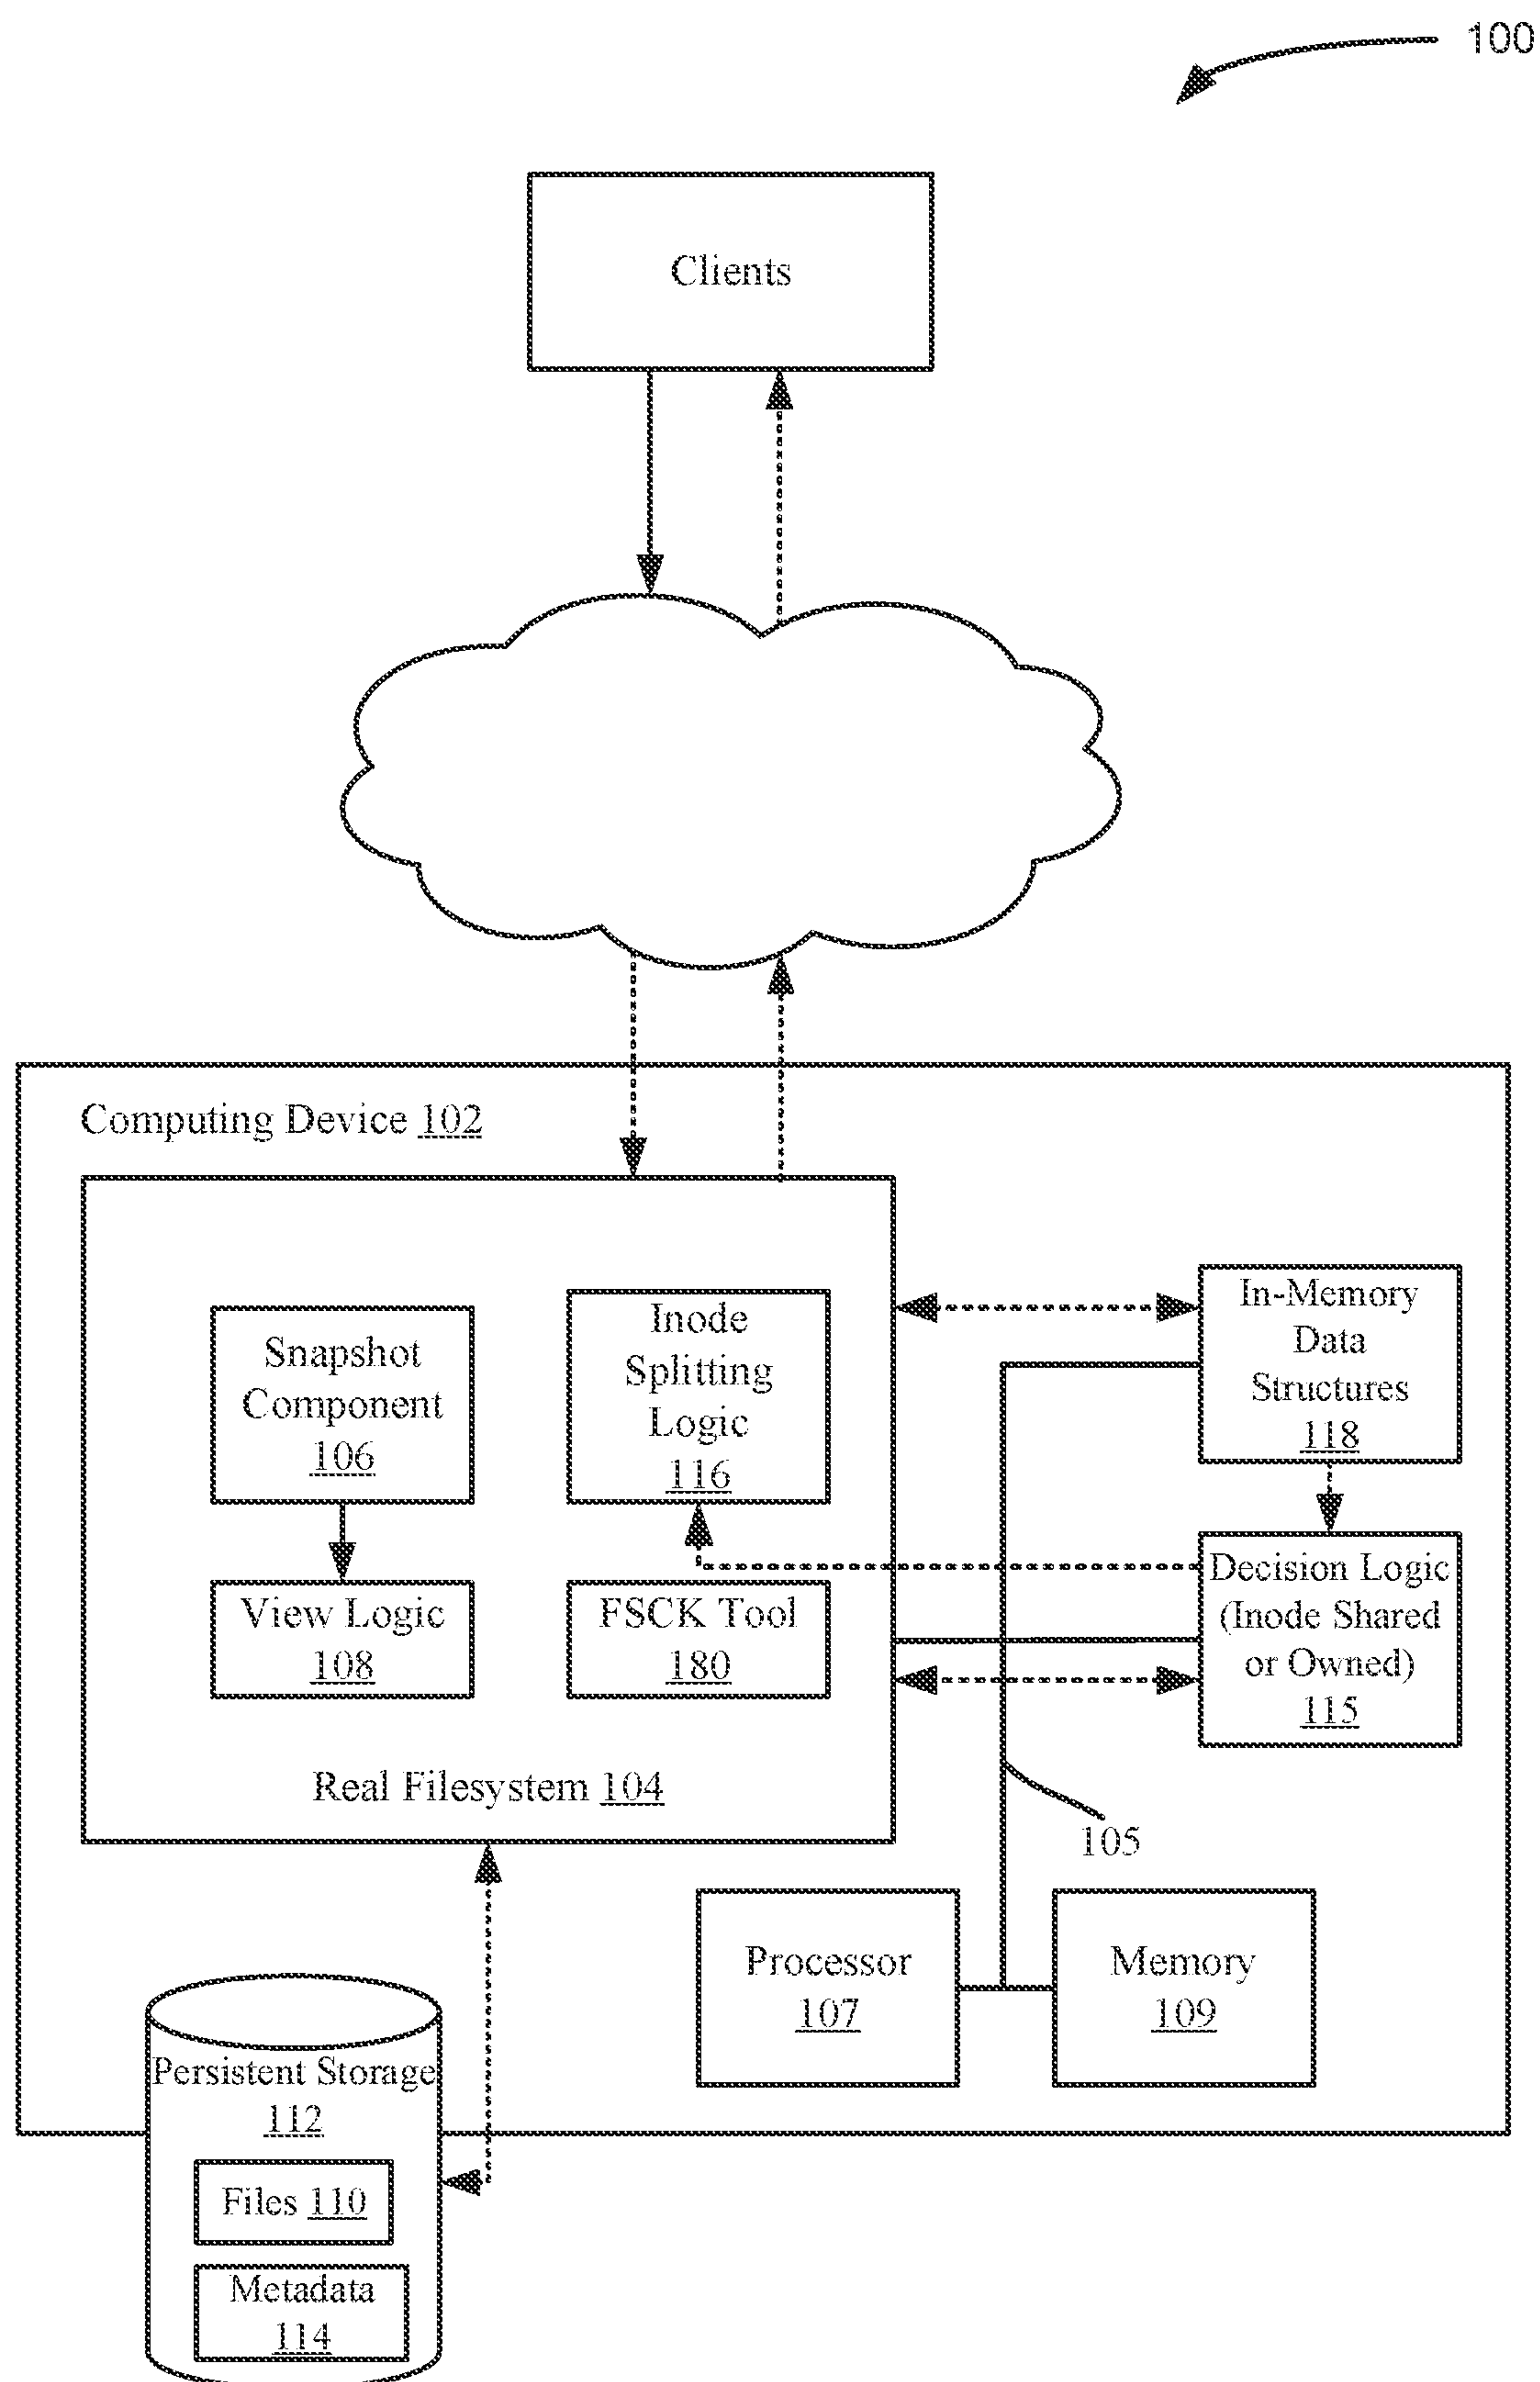 100
Clients
Computing Device 102
Snapshot
Component
106
Inode
Splitting
Logic
116
In-Memory
Data
Structures
118
View Logic
108
FSCK Tool
180
Decision Logic
(Inode Shared
or Owned)
115
Real Filesystem 104
105
Processor
107
Memory
109
Persistent Storage
112
Files 110
Metadata
114